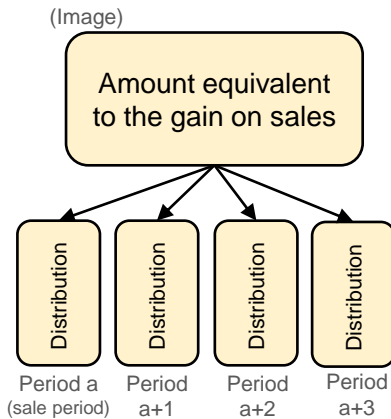 (Image)
Amount equivalent
to the gain on sales
Distribution
Distribution
Distribution
Distribution
Period a
(sale period)
Period
a+1
Period
a+2
Period
a+3